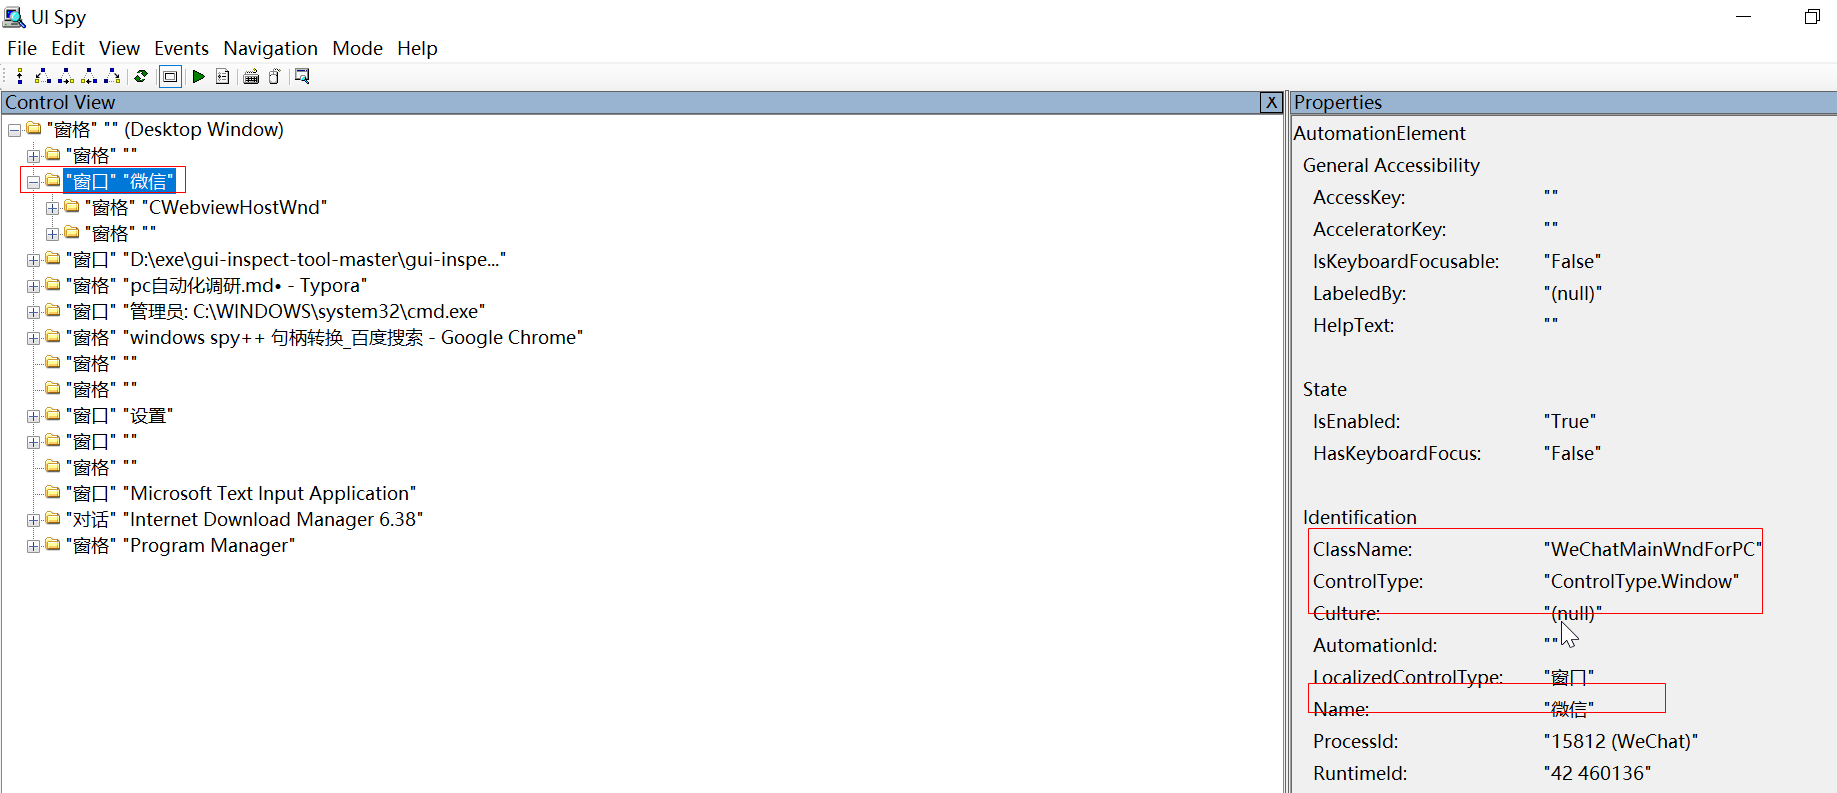 UI Spy
File Edit View Events Navigation Mode Help
Control View
X
"窗格" "" (Desktop Window)
"窗格" ""
"窗口" "微信"
"窗格" "CWebviewHostWnd"
"窗格" ""
"窗口" "D:\exe\gui-inspect-tool-master\gui-inspe..."
"窗格" "pc自动化调研.md• - Typora"
"窗口" "管理员: C:\WINDOWS\system32\cmd.exe"
"窗格" "windows spy++ 句柄转换_百度搜索 - Google Chrome"
"窗格" ""
"窗格" ""
"窗口" "设置"
"窗口" ""
"窗格" ""
"窗口" "Microsoft Text Input Application"
"对话" "Internet Download Manager 6.38"
"窗格" "Program Manager"
Properties
AutomationElement
General Accessibility
AccessKey: ""
AcceleratorKey: ""
IsKeyboardFocusable: "False"
LabeledBy: "(null)"
HelpText: ""
State
IsEnabled: "True"
HasKeyboardFocus: "False"
Identification
ClassName: "WeChatMainWndForPC"
ControlType: "ControlType.Window"
Culture: "(null)"
AutomationId: ""
LocalizedControlType: "窗口"
Name: "微信"
ProcessId: "15812 (WeChat)"
RuntimeId: "42 460136"